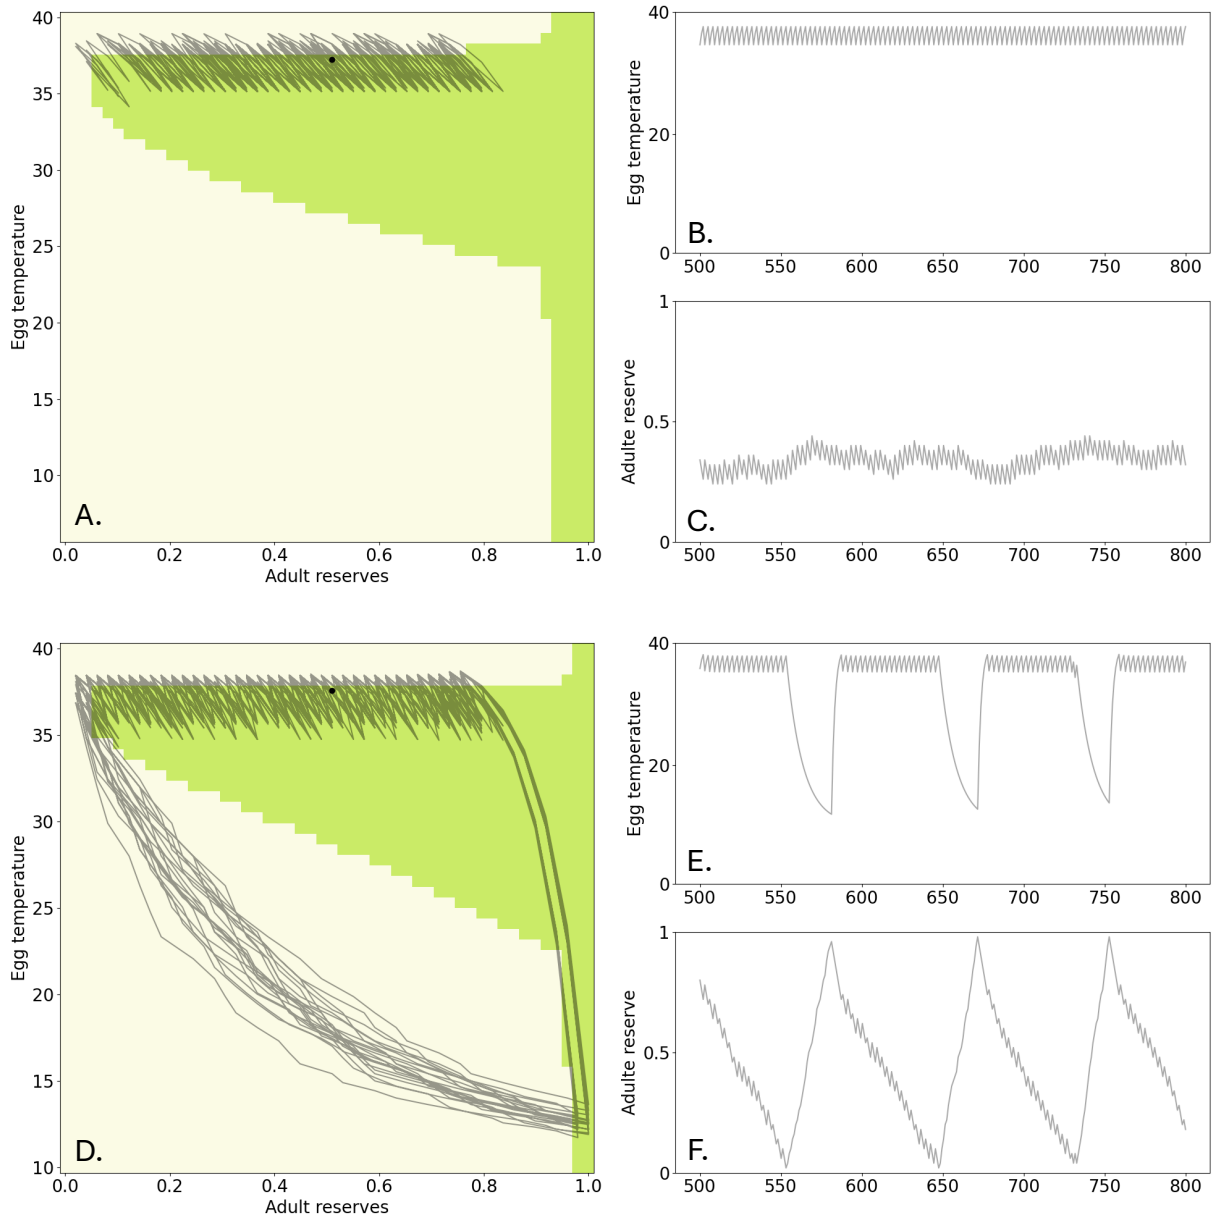 40
35
30
25
20
15
10
Egg temperature
A.
0.0 0.2 0.4 0.6 0.8 1.0
Adult reserves
40
20
0
Egg temperature
B.
500 550 600 650 700 750 800
1
0.5
0
Adulte reserve
C.
500 550 600 650 700 750 800
40
35
30
25
20
15
10
Egg temperature
D.
0.0 0.2 0.4 0.6 0.8 1.0
Adult reserves
40
20
0
Egg temperature
E.
500 550 600 650 700 750 800
1
0.5
0
Adulte reserve
F.
500 550 600 650 700 750 800